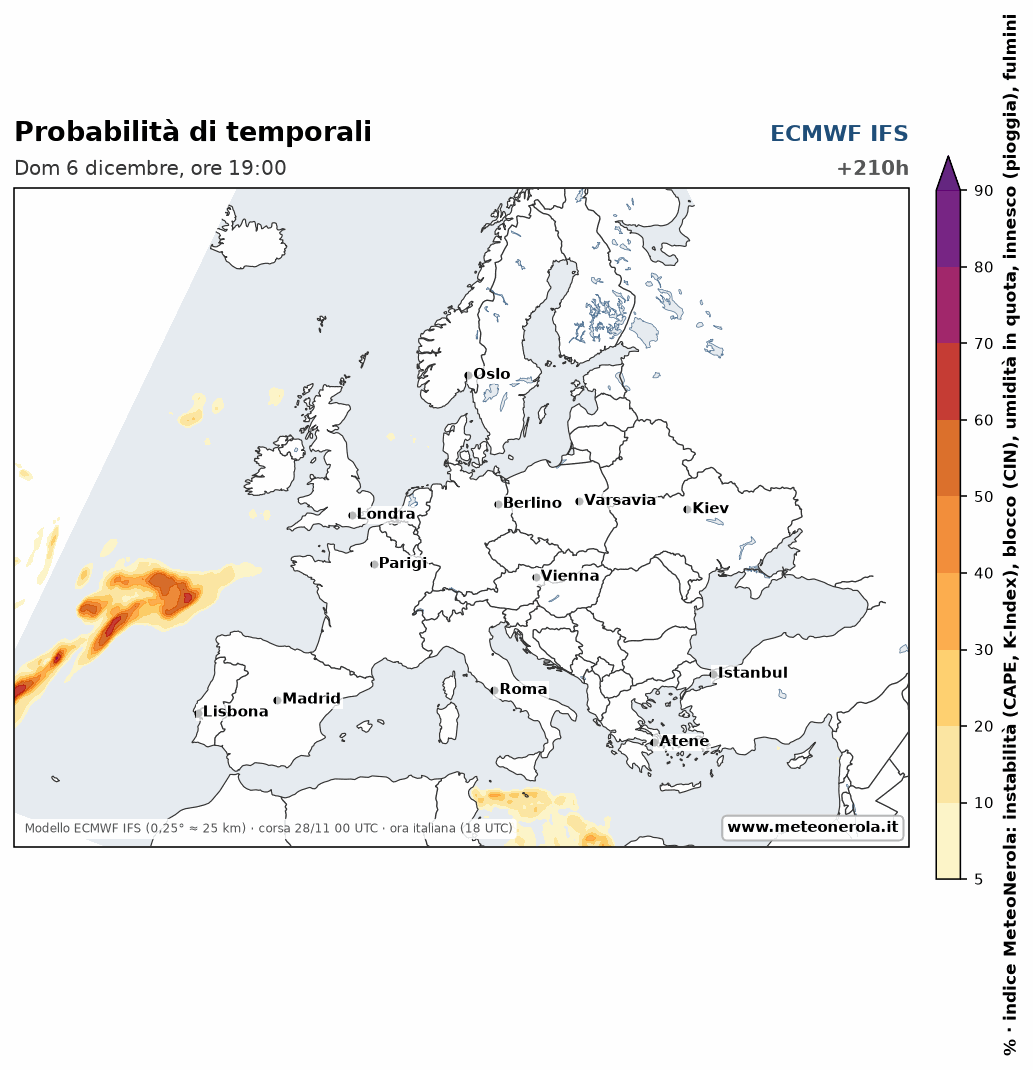 Probabilità di temporali
ECMWF IFS
Dom 6 dicembre, ore 19:00
+210h
Oslo
Londra
Berlino
Varsavia
Kiev
Parigi
Vienna
Istanbul
Roma
Madrid
Lisbona
Atene
Modello ECMWF IFS (0,25° ≈ 25 km) · corsa 28/11 00 UTC · ora italiana (18 UTC)
www.meteonerola.it
90
80
70
60
50
40
30
20
10
5
% · indice MeteoNerola: instabilità (CAPE, K-Index), blocco (CIN), umidità in quota, innesco (pioggia), fulmini